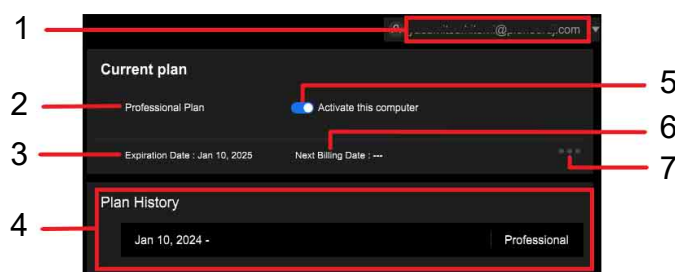 1
Current plan
5
2 Professional Plan Activate this computer
6
3 Expiration Date : Jan 10, 2025 Next Billing Date : ---
7
Plan History
4
Jan 10, 2024 - Professional